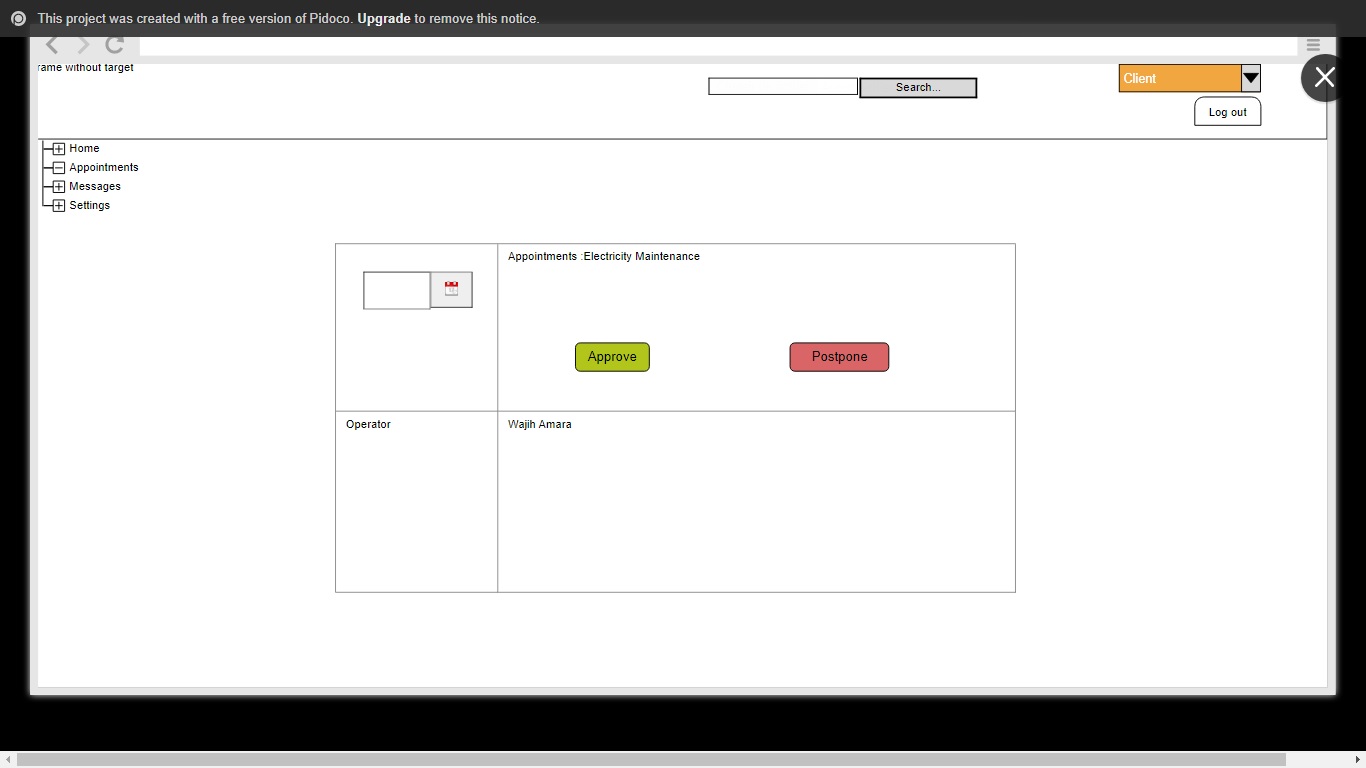 This project was created with a free version of Pidoco. Upgrade to remove this notice.
rame without target
Search...
Client
Log out
Home
Appointments
Messages
Settings
Appointments :Electricity Maintenance
Approve
Postpone
Operator
Wajih Amara